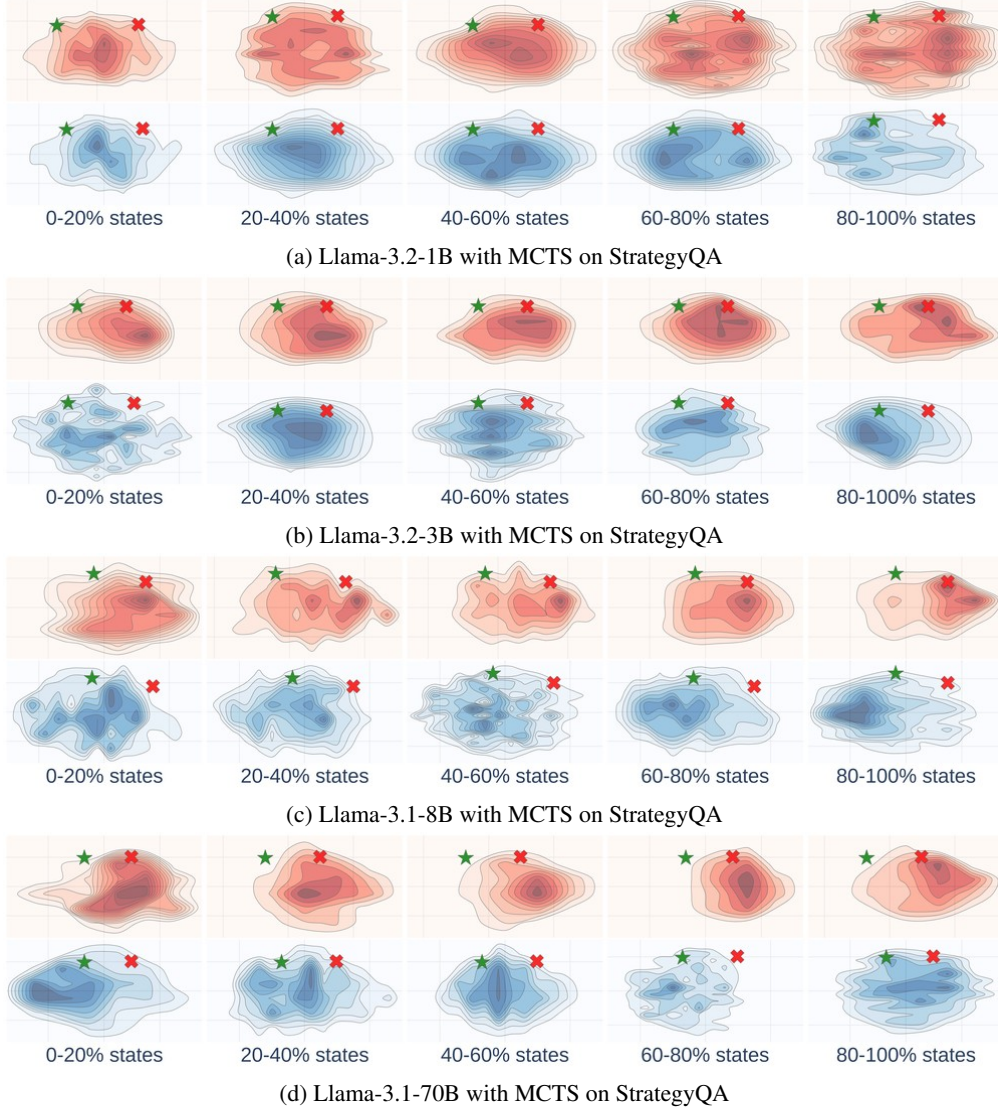 0-20% states 20-40% states 40-60% states 60-80% states 80-100% states
(a) Llama-3.2-1B with MCTS on StrategyQA
0-20% states 20-40% states 40-60% states 60-80% states 80-100% states
(b) Llama-3.2-3B with MCTS on StrategyQA
0-20% states 20-40% states 40-60% states 60-80% states 80-100% states
(c) Llama-3.1-8B with MCTS on StrategyQA
0-20% states 20-40% states 40-60% states 60-80% states 80-100% states
(d) Llama-3.1-70B with MCTS on StrategyQA